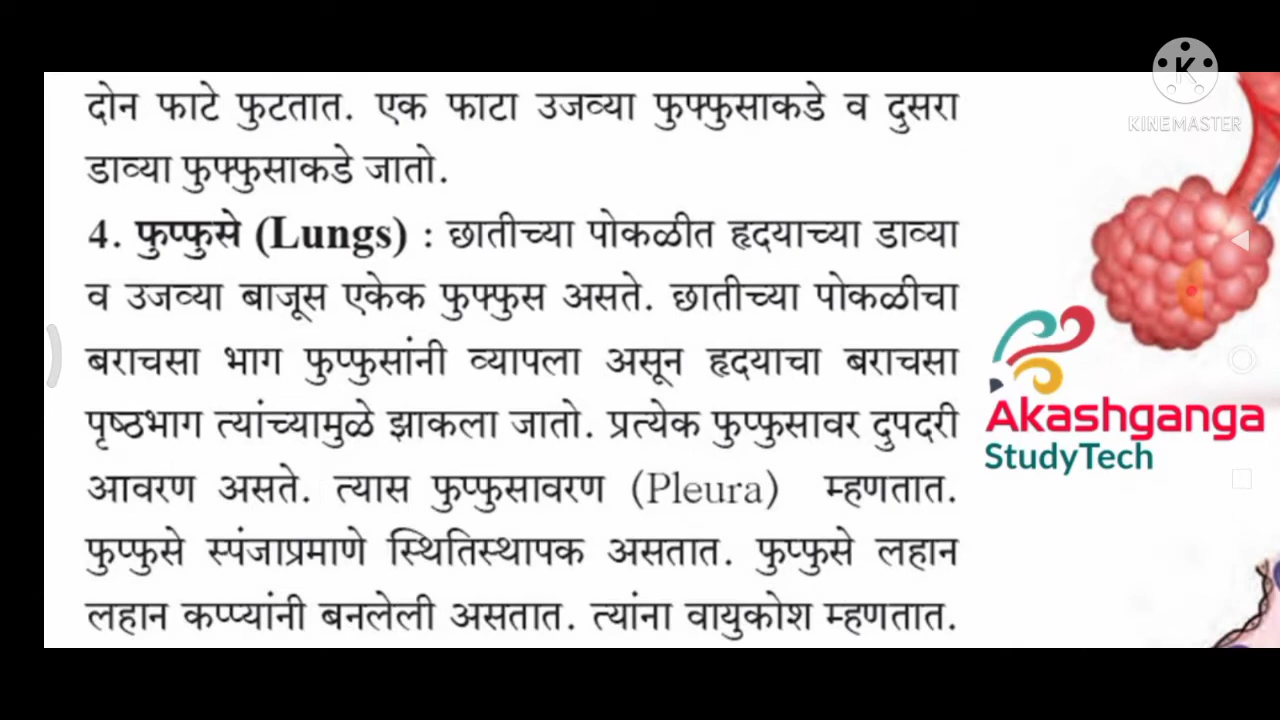 दोन फाटे फुटतात. एक फाटा उजव्या फुफ्फुसाकडे व दुसरा
डाव्या फुफ्फुसाकडे जातो.
4. फुप्फुसे (Lungs) : छातीच्या पोकळीत हृदयाच्या डाव्या
व उजव्या बाजूस एकेक फुफ्फुस असते. छातीच्या पोकळीचा
बराचसा भाग फुप्फुसांनी व्यापला असून हृदयाचा बराचसा
पृष्ठभाग त्यांच्यामुळे झाकला जातो. प्रत्येक फुप्फुसावर दुपदरी
आवरण असते. त्यास फुप्फुसावरण (Pleura) म्हणतात.
फुप्फुसे स्पंजाप्रमाणे स्थितिस्थापक असतात. फुप्फुसे लहान
लहान कप्प्यांनी बनलेली असतात. त्यांना वायुकोश म्हणतात.
K
KINEMASTER
Akashganga
StudyTech